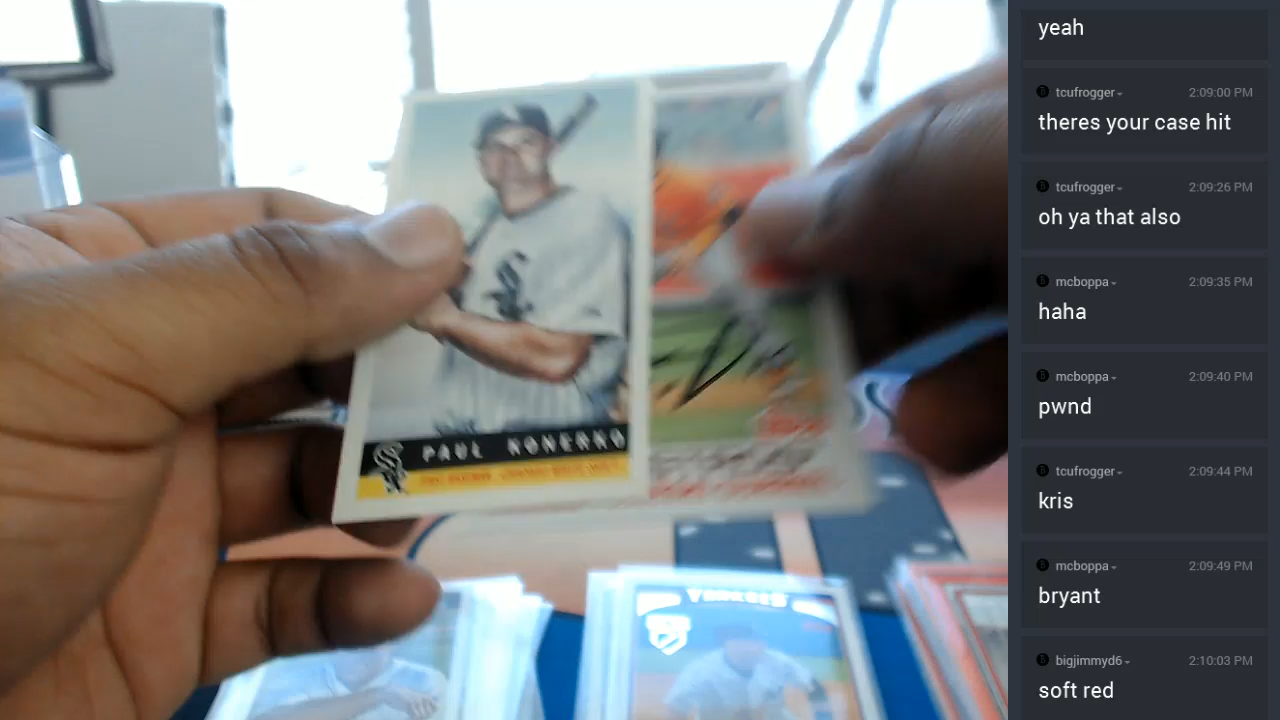 PAUL KONERKO
YANKEES
yeah
tcufrogger
2:09:00 PM
theres your case hit
tcufrogger
2:09:26 PM
oh ya that also
mcboppa
2:09:35 PM
haha
mcboppa
2:09:40 PM
pwnd
tcufrogger
2:09:44 PM
kris
mcboppa
2:09:49 PM
bryant
bigjimmyd6
2:10:03 PM
soft red